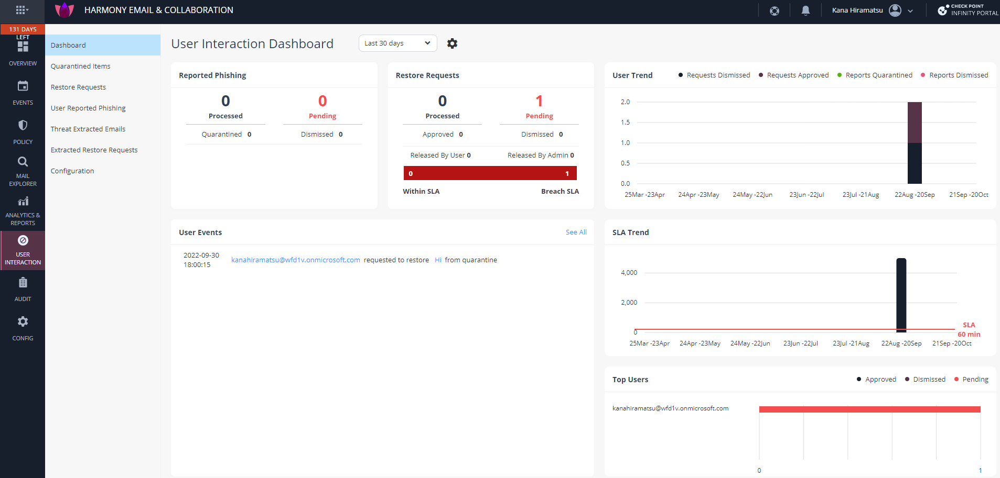 HARMONY EMAIL & COLLABORATION
Kana Hiramatsu
CHECK POINT
INFINITY PORTAL
131 DAYS
LEFT
OVERVIEW
EVENTS
POLICY
MAIL
EXPLORER
ANALYTICS &
REPORTS
USER
INTERACTION
AUDIT
CONFIG
Dashboard
Quarantined Items
Restore Requests
User Reported Phishing
Threat Extracted Emails
Extracted Restore Requests
Configuration
User Interaction Dashboard
Last 30 days
Reported Phishing
0 0
Processed Pending
Quarantined 0 Dismissed 0
Restore Requests
0 1
Processed Pending
Approved 0 Dismissed 0
Released By User 0 Released By Admin 0
0 1
Within SLA Breach SLA
User Trend Requests Dismissed Requests Approved Reports Quarantined Reports Dismissed
2.0
1.5
1.0
0.5
0.0
25Mar -23Apr 24Apr -23May 24May -22Jun 23Jun -22Jul 23Jul -21Aug 22Aug -20Sep 21Sep -20Oct
User Events See All
2022-09-30
18:00:15
kanahiramatsu@wfd1v.onmicrosoft.com requested to restore Hi from quarantine
SLA Trend
4,000
2,000
0
SLA
60 min
25Mar -23Apr 24Apr -23May 24May -22Jun 23Jun -22Jul 23Jul -21Aug 22Aug -20Sep 21Sep -20Oct
Top Users Approved Dismissed Pending
kanahiramatsu@wfd1v.onmicrosoft.com
0 1